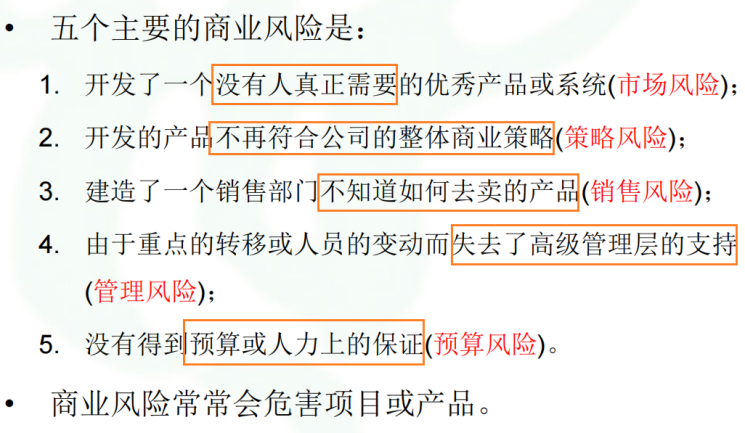 • 五个主要的商业风险是：
1. 开发了一个没有人真正需要的优秀产品或系统(市场风险)；
2. 开发的产品不再符合公司的整体商业策略(策略风险)；
3. 建造了一个销售部门不知道如何去卖的产品(销售风险)；
4. 由于重点的转移或人员的变动而失去了高级管理层的支持
(管理风险)；
5. 没有得到预算或人力上的保证(预算风险)。
• 商业风险常常会危害项目或产品。